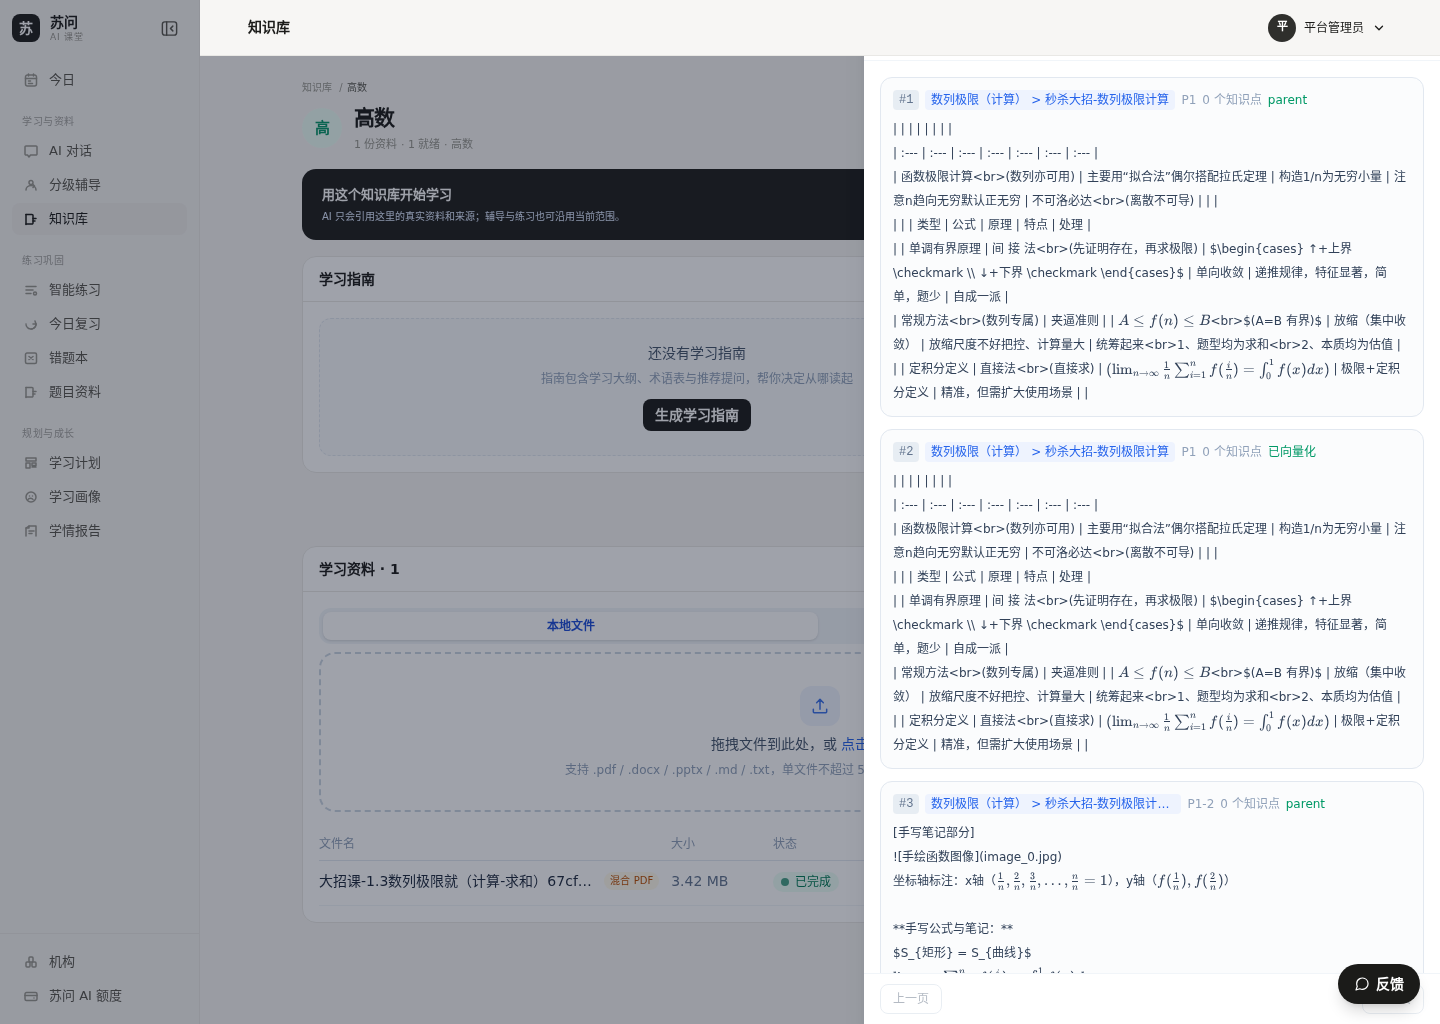 苏
苏问
AI 课堂
今日
学习与资料
AI 对话
分级辅导
知识库
练习巩固
智能练习
今日复习
错题本
题目资料
规划与成长
学习计划
学习画像
学情报告
机构
苏问 AI 额度
知识库
平
平台管理员
知识库 / 高数
高
高数
1 份资料 · 1 就绪 · 高数
用这个知识库开始学习
AI 只会引用这里的真实资料和来源；辅导与练习也可沿用当前范围。
学习指南
还没有学习指南
指南包含学习大纲、术语表与推荐提问，帮你决定从哪读起
生成学习指南
学习资料 · 1
本地文件
拖拽文件到此处，或 点击
支持 .pdf / .docx / .pptx / .md / .txt，单文件不超过 5
文件名 大小 状态
大招课-1.3数列极限就（计算-求和）67cf... 混合 PDF 3.42 MB 已完成
#1 数列极限（计算） > 秒杀大招-数列极限计算 P1 0 个知识点 parent
| | | | | | | |
| :--- | :--- | :--- | :--- | :--- | :--- | :--- |
| 函数极限计算<br>(数列亦可用) | 主要用“拟合法”偶尔搭配拉氏定理 | 构造1/n为无穷小量 | 注
意n趋向无穷默认正无穷 | 不可洛必达<br>(离散不可导) | | |
| | | 类型 | 公式 | 原理 | 特点 | 处理 |
| | 单调有界原理 | 间 接 法<br>(先证明存在，再求极限) | $\begin{cases} ↑+上界
\checkmark \\ ↓+下界 \checkmark \end{cases}$ | 单向收敛 | 递推规律，特征显著，简
单，题少 | 自成一派 |
| 常规方法<br>(数列专属) | 夹逼准则 | | A ≤ f(n) ≤ B<br>$(A=B 有界)$ | 放缩（集中收
敛） | 放缩尺度不好把控、计算量大 | 统筹起来<br>1、题型均为求和<br>2、本质均为估值 |
| | 定积分定义 | 直接法<br>(直接求) | (lim_{n→∞} \frac{1}{n} ∑_{i=1}^{n} f(\frac{i}{n}) = ∫_0^1 f(x)dx) | 极限+定积
分定义 | 精准，但需扩大使用场景 | |
#2 数列极限（计算） > 秒杀大招-数列极限计算 P1 0 个知识点 已向量化
| | | | | | | |
| :--- | :--- | :--- | :--- | :--- | :--- | :--- |
| 函数极限计算<br>(数列亦可用) | 主要用“拟合法”偶尔搭配拉氏定理 | 构造1/n为无穷小量 | 注
意n趋向无穷默认正无穷 | 不可洛必达<br>(离散不可导) | | |
| | | 类型 | 公式 | 原理 | 特点 | 处理 |
| | 单调有界原理 | 间 接 法<br>(先证明存在，再求极限) | $\begin{cases} ↑+上界
\checkmark \\ ↓+下界 \checkmark \end{cases}$ | 单向收敛 | 递推规律，特征显著，简
单，题少 | 自成一派 |
| 常规方法<br>(数列专属) | 夹逼准则 | | A ≤ f(n) ≤ B<br>$(A=B 有界)$ | 放缩（集中收
敛） | 放缩尺度不好把控、计算量大 | 统筹起来<br>1、题型均为求和<br>2、本质均为估值 |
| | 定积分定义 | 直接法<br>(直接求) | (lim_{n→∞} \frac{1}{n} ∑_{i=1}^{n} f(\frac{i}{n}) = ∫_0^1 f(x)dx) | 极限+定积
分定义 | 精准，但需扩大使用场景 | |
#3 数列极限（计算） > 秒杀大招-数列极限计... P1-2 0 个知识点 parent
[手写笔记部分]
![手绘函数图像](image_0.jpg)
坐标轴标注：x轴（\frac{1}{n}, \frac{2}{n}, \frac{3}{n}, ..., \frac{n}{n} = 1），y轴（f(\frac{1}{n}), f(\frac{2}{n})）
**手写公式与笔记：**
$S_{矩形} = S_{曲线}$
上一页
反馈